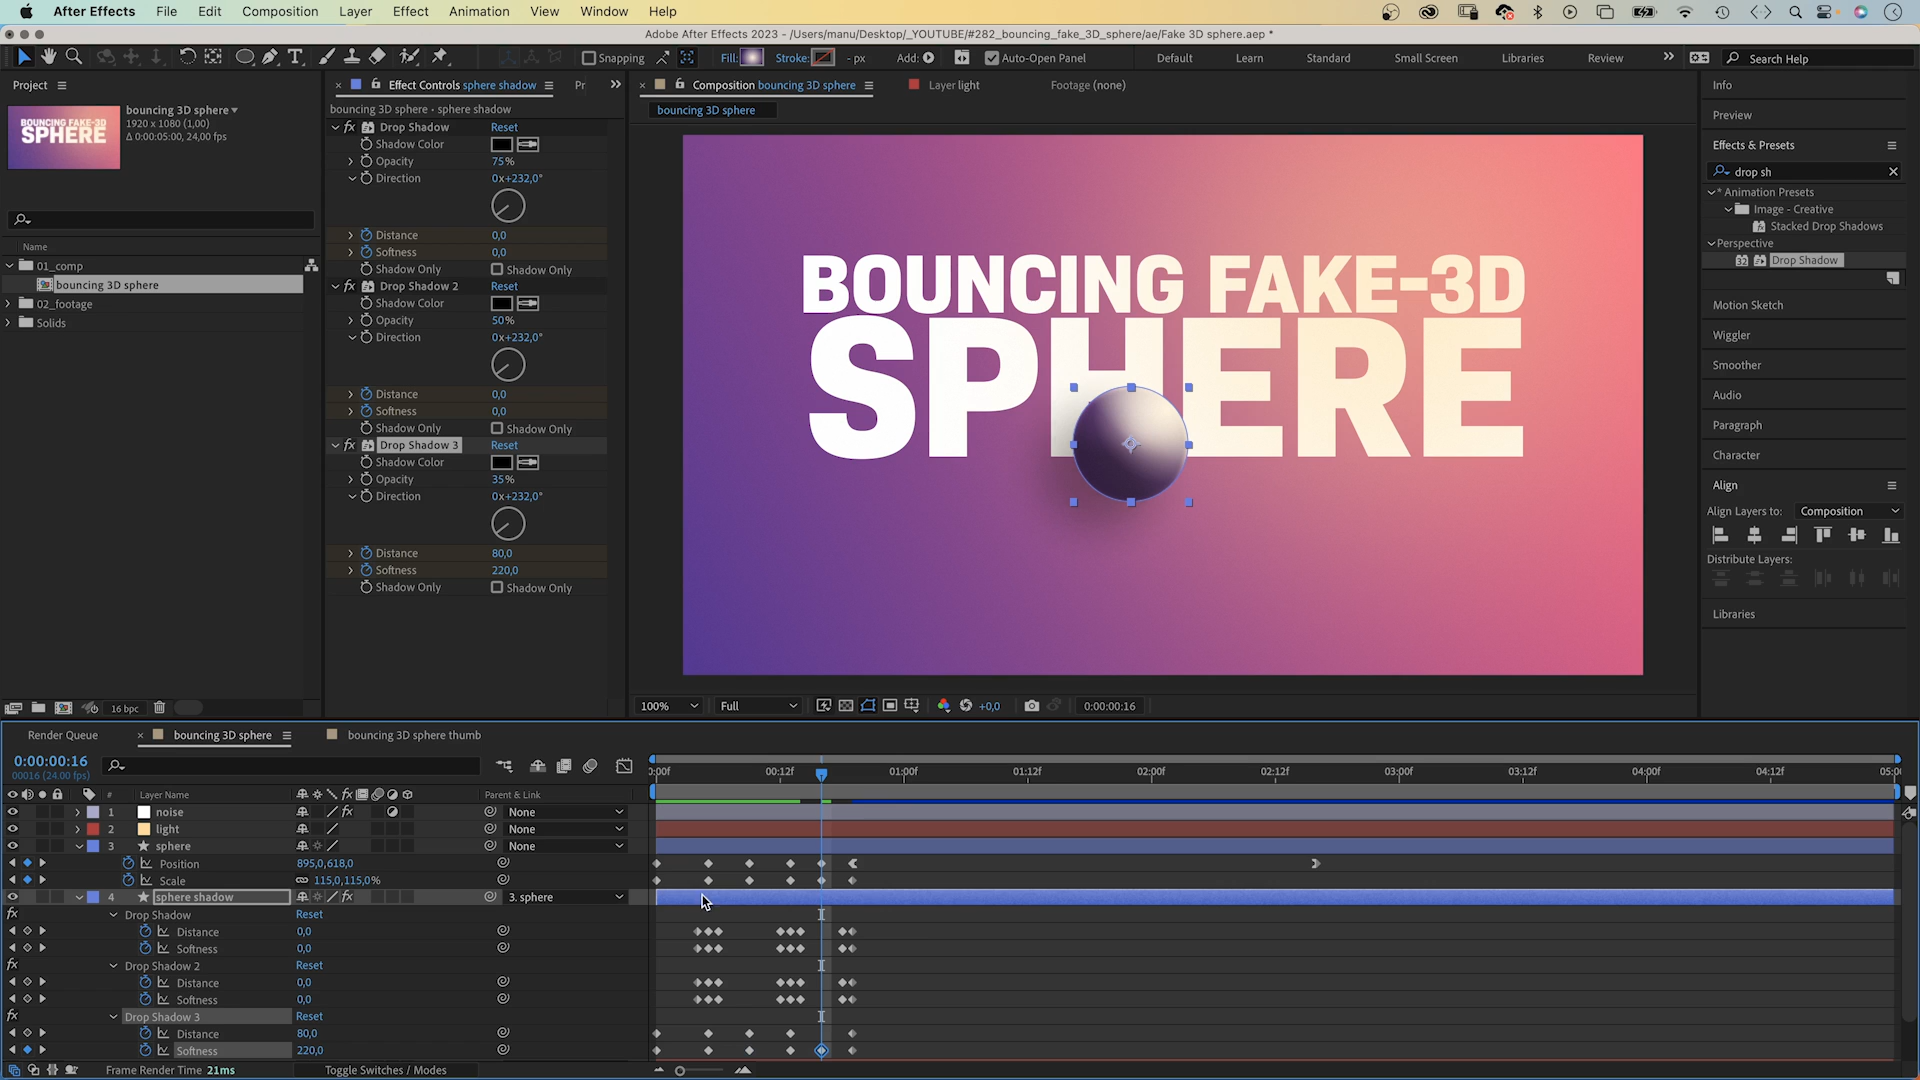 After Effects File Edit Composition Layer Effect Animation View Window Help
Adobe After Effects 2023 - /Users/manu/Desktop/_YOUTUBE/#282_bouncing_fake_3D_sphere/ae/Fake 3D sphere.aep *
Snapping Fill: Stroke: - px Add: Auto-Open Panel Default Learn Standard Small Screen Libraries Review Search Help
Project
bouncing 3D sphere
1920 x 1080 (1,00)
Δ 0:00:05:00, 24,00 fps
Name
01_comp
bouncing 3D sphere
02_footage
Solids
16 bpc
Effect Controls sphere shadow Pr
bouncing 3D sphere • sphere shadow
fx Drop Shadow Reset
Shadow Color
Opacity 75%
Direction 0x+232,0°
Distance 0,0
Softness 0,0
Shadow Only Shadow Only
fx Drop Shadow 2 Reset
Shadow Color
Opacity 50%
Direction 0x+232,0°
Distance 0,0
Softness 0,0
Shadow Only Shadow Only
fx Drop Shadow 3 Reset
Shadow Color
Opacity 35%
Direction 0x+232,0°
Distance 80,0
Softness 220,0
Shadow Only Shadow Only
Composition bouncing 3D sphere Layer light Footage (none)
bouncing 3D sphere
BOUNCING FAKE-3D
SPHERE
100% Full +0,0 0:00:00:16
Info
Preview
Effects & Presets
drop sh
* Animation Presets
Image - Creative
Stacked Drop Shadows
Perspective
32 Drop Shadow
Motion Sketch
Wiggler
Smoother
Audio
Paragraph
Character
Align
Align Layers to: Composition
Distribute Layers:
Libraries
Render Queue bouncing 3D sphere bouncing 3D sphere thumb
0:00:00:16
00016 (24.00 fps)
0:00f 00:12f 01:00f 01:12f 02:00f 02:12f 03:00f 03:12f 04:00f 04:12f 05:0
# Layer Name fx Parent & Link
1 noise fx None
2 light None
3 sphere None
Position 895,0,618,0
Scale 115,0,115,0%
4 sphere shadow fx 3. sphere
fx Drop Shadow Reset
Distance 0,0
Softness 0,0
fx Drop Shadow 2 Reset
Distance 0,0
Softness 0,0
fx Drop Shadow 3 Reset
Distance 80,0
Softness 220,0
Frame Render Time 21ms Toggle Switches / Modes